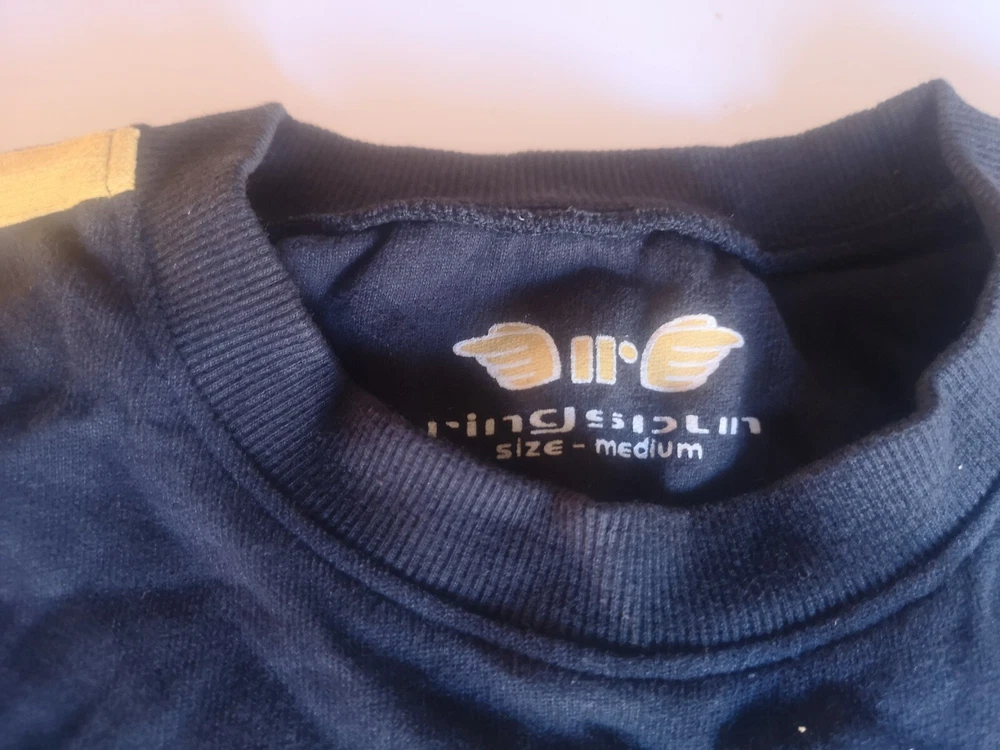 ringspun
size - medium